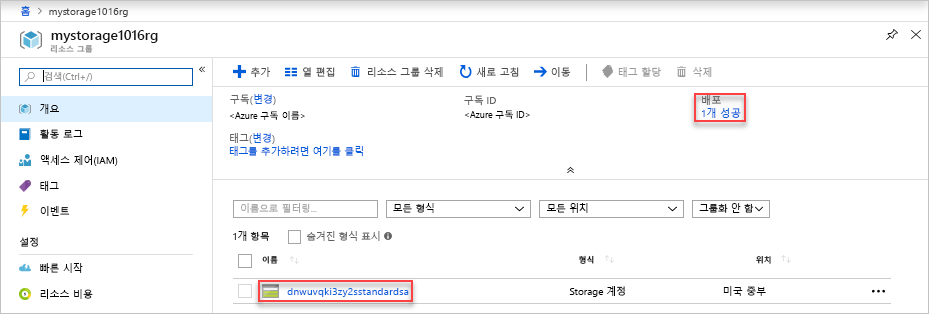 홈 > mystorage1016rg
mystorage1016rg
리소스 그룹
검색(Ctrl+/)
개요
활동 로그
액세스 제어(IAM)
태그
이벤트
설정
빠른 시작
리소스 비용
추가 열 편집 리소스 그룹 삭제 새로 고침 이동 태그 할당 삭제
구독(변경) 구독 ID 배포
<Azure 구독 이름> <Azure 구독 ID> 1개 성공
태그(변경)
태그를 추가하려면 여기를 클릭
이름으로 필터링... 모든 형식 모든 위치 그룹화 안 함
1개 항목 숨겨진 형식 표시
이름 형식 위치
dnwuvqki3zy2sstandardsa Storage 계정 미국 중부